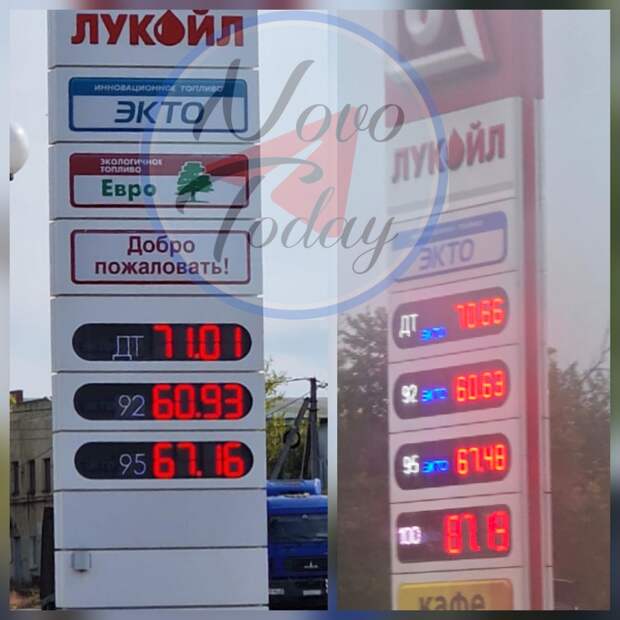 ЛУКОЙЛ
ИННОВАЦИОННОЕ ТОПЛИВО
ЭКТО
ЭКОЛОГИЧНОЕ
ТОПЛИВО
Евро
Добро
пожаловать!
ДТ 71.01
92 60.93
95 67.16
Novo
Today
ЛУКОЙЛ
ЭКТО
ДТ ЭКТО 70.66
92 ЭКТО 60.63
95 ЭКТО 67.48
100 87.19
кафе